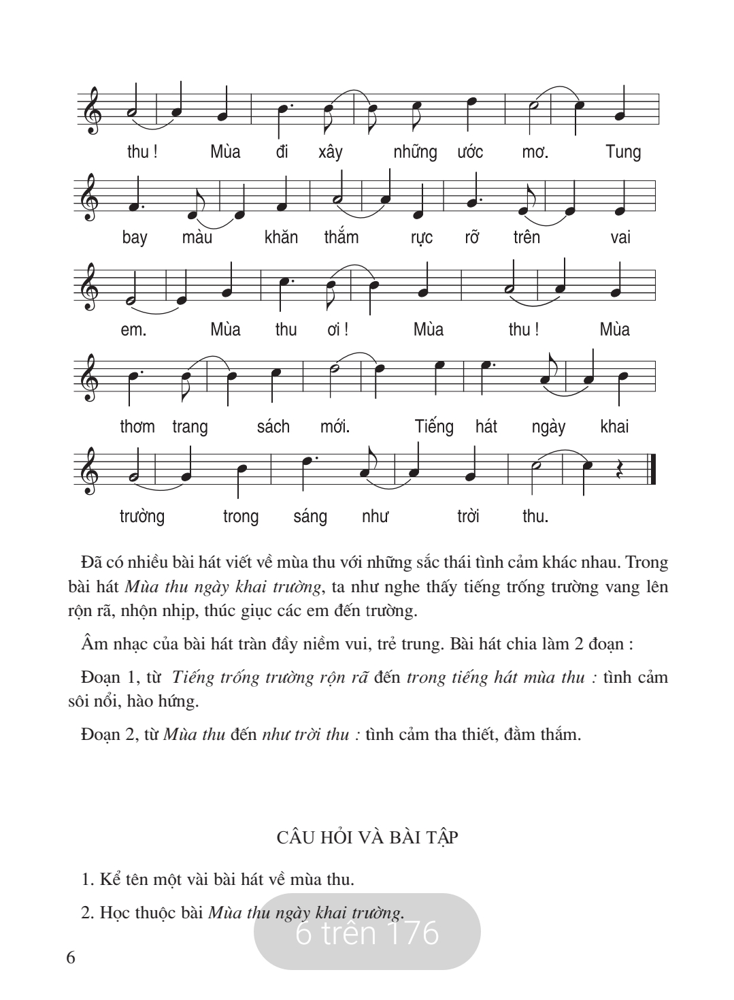 thu ! Mùa đi xây những ước mơ. Tung
bay màu khăn thắm rực rỡ trên vai
em. Mùa thu ơi ! Mùa thu ! Mùa
thơm trang sách mới. Tiếng hát ngày khai
trường trong sáng như trời thu.
Đã có nhiều bài hát viết về mùa thu với những sắc thái tình cảm khác nhau. Trong
bài hát Mùa thu ngày khai trường, ta như nghe thấy tiếng trống trường vang lên
rộn rã, nhộn nhịp, thúc giục các em đến trường.
Âm nhạc của bài hát tràn đầy niềm vui, trẻ trung. Bài hát chia làm 2 đoạn :
Đoạn 1, từ Tiếng trống trường rộn rã đến trong tiếng hát mùa thu : tình cảm
sôi nổi, hào hứng.
Đoạn 2, từ Mùa thu đến như trời thu : tình cảm tha thiết, đằm thắm.
CÂU HỎI VÀ BÀI TẬP
1. Kể tên một vài bài hát về mùa thu.
2. Học thuộc bài Mùa thu ngày khai trường.
6 trên 176
6